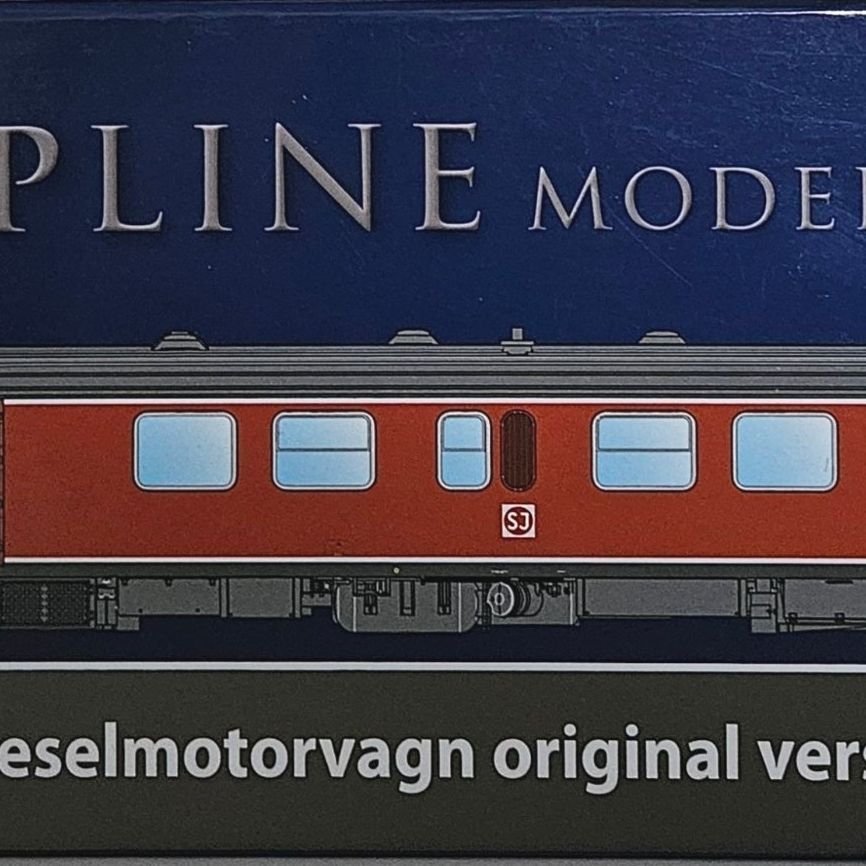 PLINE MODE
SJ
eselmotorvagn original vers